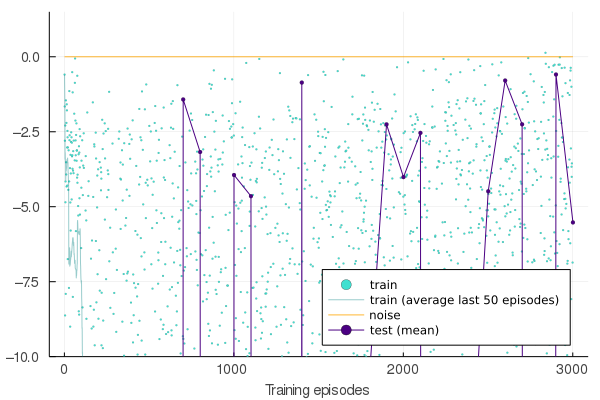 0.0
−2.5
−5.0
−7.5
−10.0
0
1000
2000
3000
Training episodes
train
train (average last 50 episodes)
noise
test (mean)